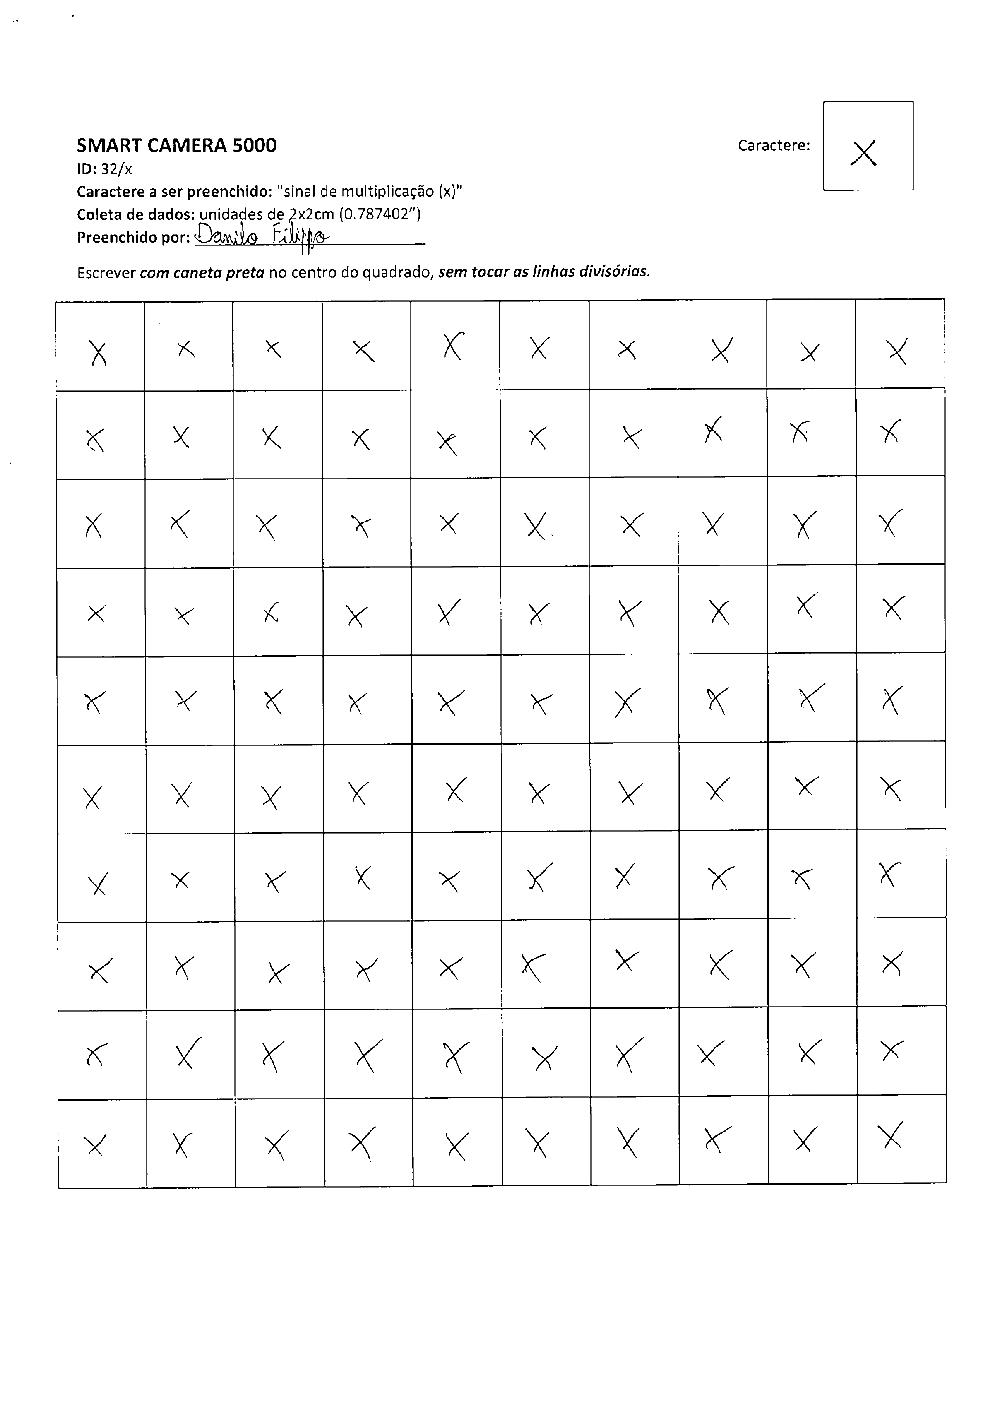 SMART CAMERA 5000
Caractere: X
ID: 32/x
Caractere a ser preenchido: "sinal de multiplicação (x)"
Coleta de dados: unidades de 2x2cm (0.787402")
Preenchido por: Danilo Filippo
Escrever com caneta preta no centro do quadrado, sem tocar as linhas divisórias.
X X X X X X X X X X
X X X X X X X X X X
X X X X X X X X X X
X X X X X X X X X X
X X X X X X X X X X
X X X X X X X X X X
X X X X X X X X X X
X X X X X X X X X X
X X X X X X X X X X
X X X X X X X X X X